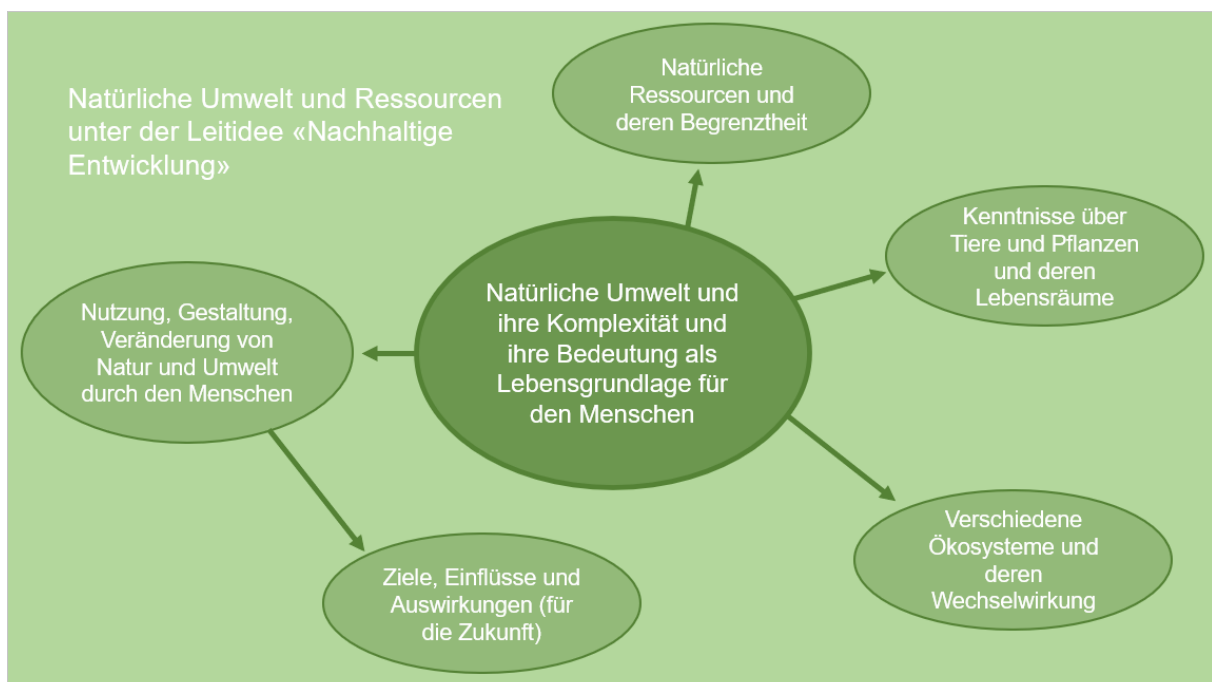 Natürliche Umwelt und Ressourcen
unter der Leitidee «Nachhaltige
Entwicklung»
Natürliche
Ressourcen und
deren Begrenztheit
Kenntnisse über
Tiere und Pflanzen
und deren
Lebensräume
Natürliche Umwelt und
ihre Komplexität und
ihre Bedeutung als
Lebensgrundlage für
den Menschen
Nutzung, Gestaltung,
Veränderung von
Natur und Umwelt
durch den Menschen
Verschiedene
Ökosysteme und
deren
Wechselwirkung
Ziele, Einflüsse und
Auswirkungen (für
die Zukunft)